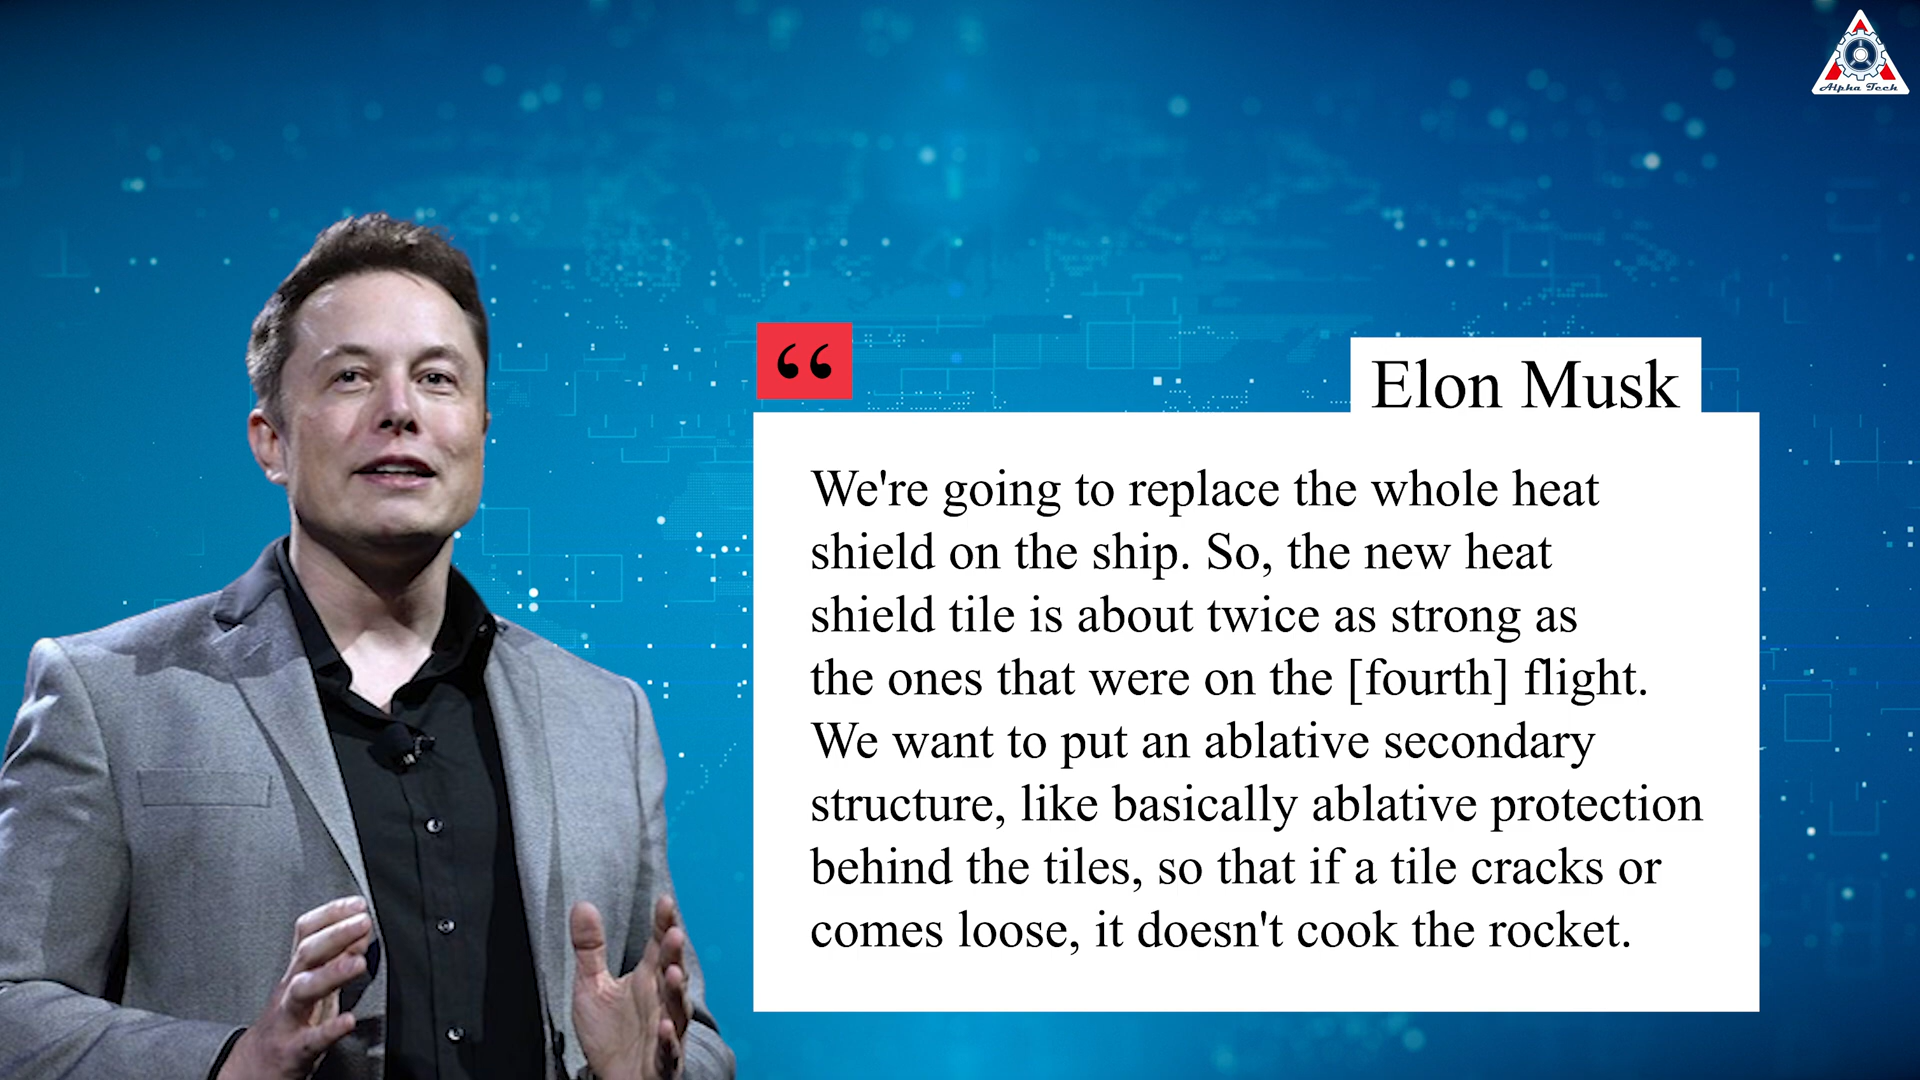 Alpha Tech
“
Elon Musk
We're going to replace the whole heat
shield on the ship. So, the new heat
shield tile is about twice as strong as
the ones that were on the [fourth] flight.
We want to put an ablative secondary
structure, like basically ablative protection
behind the tiles, so that if a tile cracks or
comes loose, it doesn't cook the rocket.